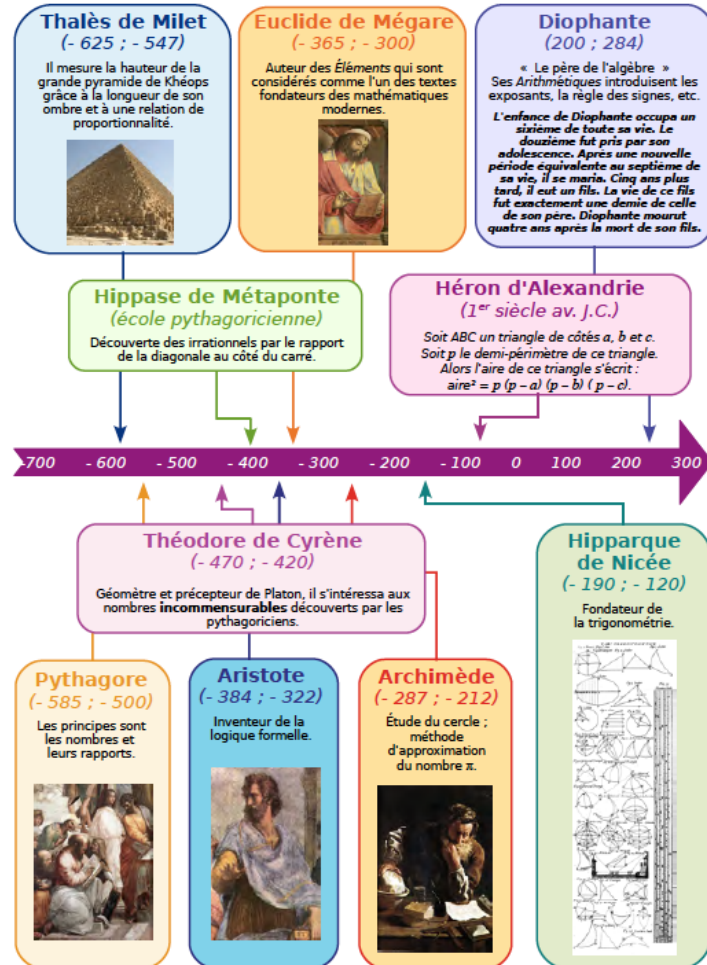 Thalès de Milet
(- 625 ; - 547)
Il mesure la hauteur de la
grande pyramide de Khéops
grâce à la longueur de son
ombre et à une relation de
proportionnalité.
Euclide de Mégare
(- 365 ; - 300)
Auteur des Éléments qui sont
considérés comme l'un des textes
fondateurs des mathématiques
modernes.
Diophante
(200 ; 284)
« Le père de l'algèbre »
Ses Arithmétiques introduisent les
exposants, la règle des signes, etc.
L'enfance de Diophante occupa un
sixième de toute sa vie. Le
douzième fut pris par son
adolescence. Après une nouvelle
période équivalente au septième de
sa vie, il se maria. Cinq ans plus
tard, il eut un fils. La vie de ce fils
fut exactement une demie de celle
de son père. Diophante mourut
quatre ans après la mort de son fils.
Hippase de Métaponte
(école pythagoricienne)
Découverte des irrationnels par le rapport
de la diagonale au côté du carré.
Héron d'Alexandrie
(1er siècle av. J.C.)
Soit ABC un triangle de côtés a, b et c.
Soit p le demi-périmètre de ce triangle.
Alors l'aire de ce triangle s'écrit :
aire² = p (p – a) (p – b) ( p – c).
-700 - 600 - 500 - 400 - 300 - 200 - 100 0 100 200 300
Théodore de Cyrène
(- 470 ; - 420)
Géomètre et précepteur de Platon, il s'intéressa aux
nombres incommensurables découverts par les
pythagoriciens.
Hipparque
de Nicée
(- 190 ; - 120)
Fondateur de
la trigonométrie.
Pythagore
(- 585 ; - 500)
Les principes sont
les nombres et
leurs rapports.
Aristote
(- 384 ; - 322)
Inventeur de la
logique formelle.
Archimède
(- 287 ; - 212)
Étude du cercle ;
méthode
d'approximation
du nombre π.